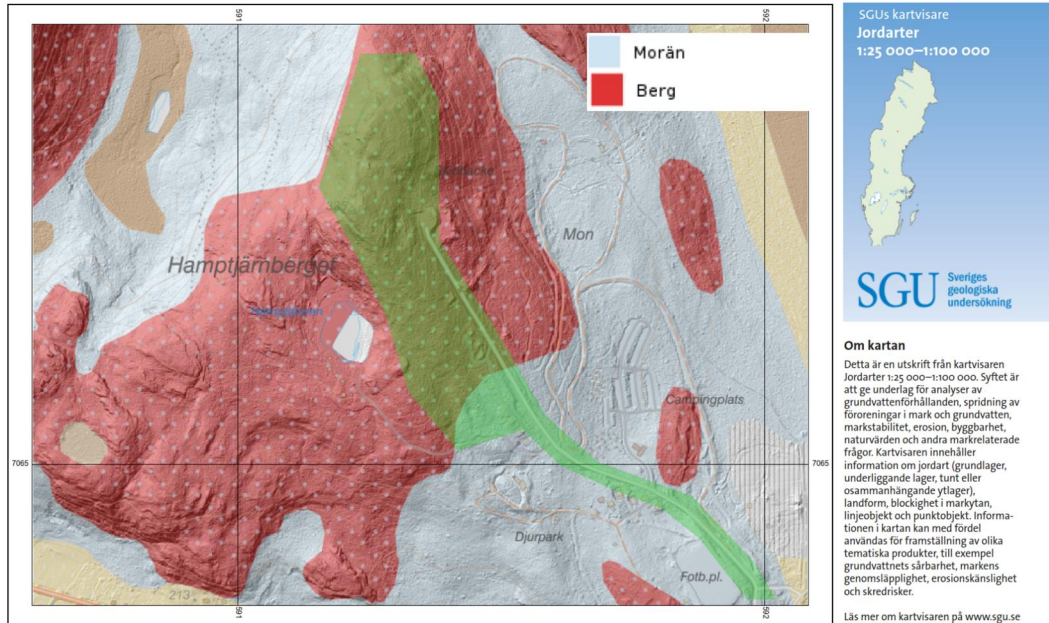 591
592
Morän
Berg
Mon
Hamptjärnberget
Campingplats
7065
7065
Djurpark
Fotb.pl.
213
591
592
SGUs kartvisare
Jordarter
1:25 000–1:100 000
SGU Sveriges
geologiska
undersökning
Om kartan
Detta är en utskrift från kartvisaren
Jordarter 1:25 000–1:100 000. Syftet är
att ge underlag för analyser av
grundvattenförhållanden, spridning av
föroreningar i mark och grundvatten,
markstabilitet, erosion, byggbarhet,
naturvärden och andra markrelaterade
frågor. Kartvisaren innehåller
information om jordart (grundlager,
underliggande lager, tunt eller
osammanhängande ytlager),
landform, blockighet i markytan,
linjeobjekt och punktobjekt. Informa-
tionen i kartan kan med fördel
användas för framställning av olika
tematiska produkter, till exempel
grundvattnets sårbarhet, markens
genomsläpplighet, erosionskänslighet
och skredrisker.
Läs mer om kartvisaren på www.sgu.se